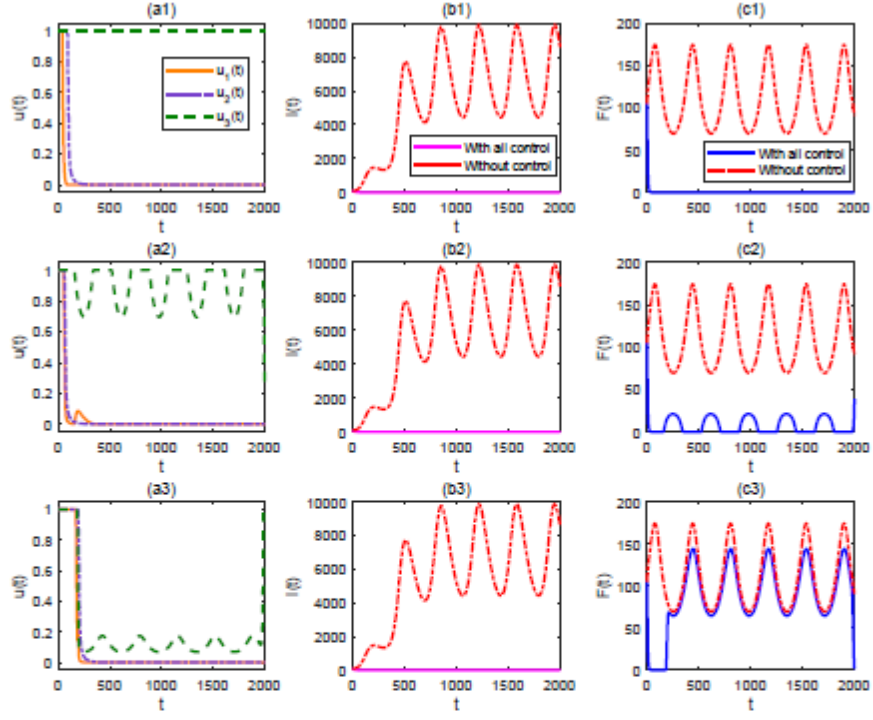 (a1) (b1) (c1)
1 0.8 0.6 0.4 0.2 0
u(t)
u1(t)
u2(t)
u3(t)
0 500 1000 1500 2000
t
10000 8000 6000 4000 2000 0
I(t)
With all control
Without control
0 500 1000 1500 2000
t
200 150 100 50 0
F(t)
With all control
Without control
0 500 1000 1500 2000
t
(a2) (b2) (c2)
1 0.8 0.6 0.4 0.2 0
u(t)
0 500 1000 1500 2000
t
10000 8000 6000 4000 2000 0
I(t)
0 500 1000 1500 2000
t
200 150 100 50 0
F(t)
0 500 1000 1500 2000
t
(a3) (b3) (c-3)
1 0.8 0.6 0.4 0.2 0
u(t)
0 500 1000 1500 2000
t
10000 8000 6000 4000 2000 0
I(t)
0 500 1000 1500 2000
t
200 150 100 50 0
F(t)
0 500 1000 1500 2000
t